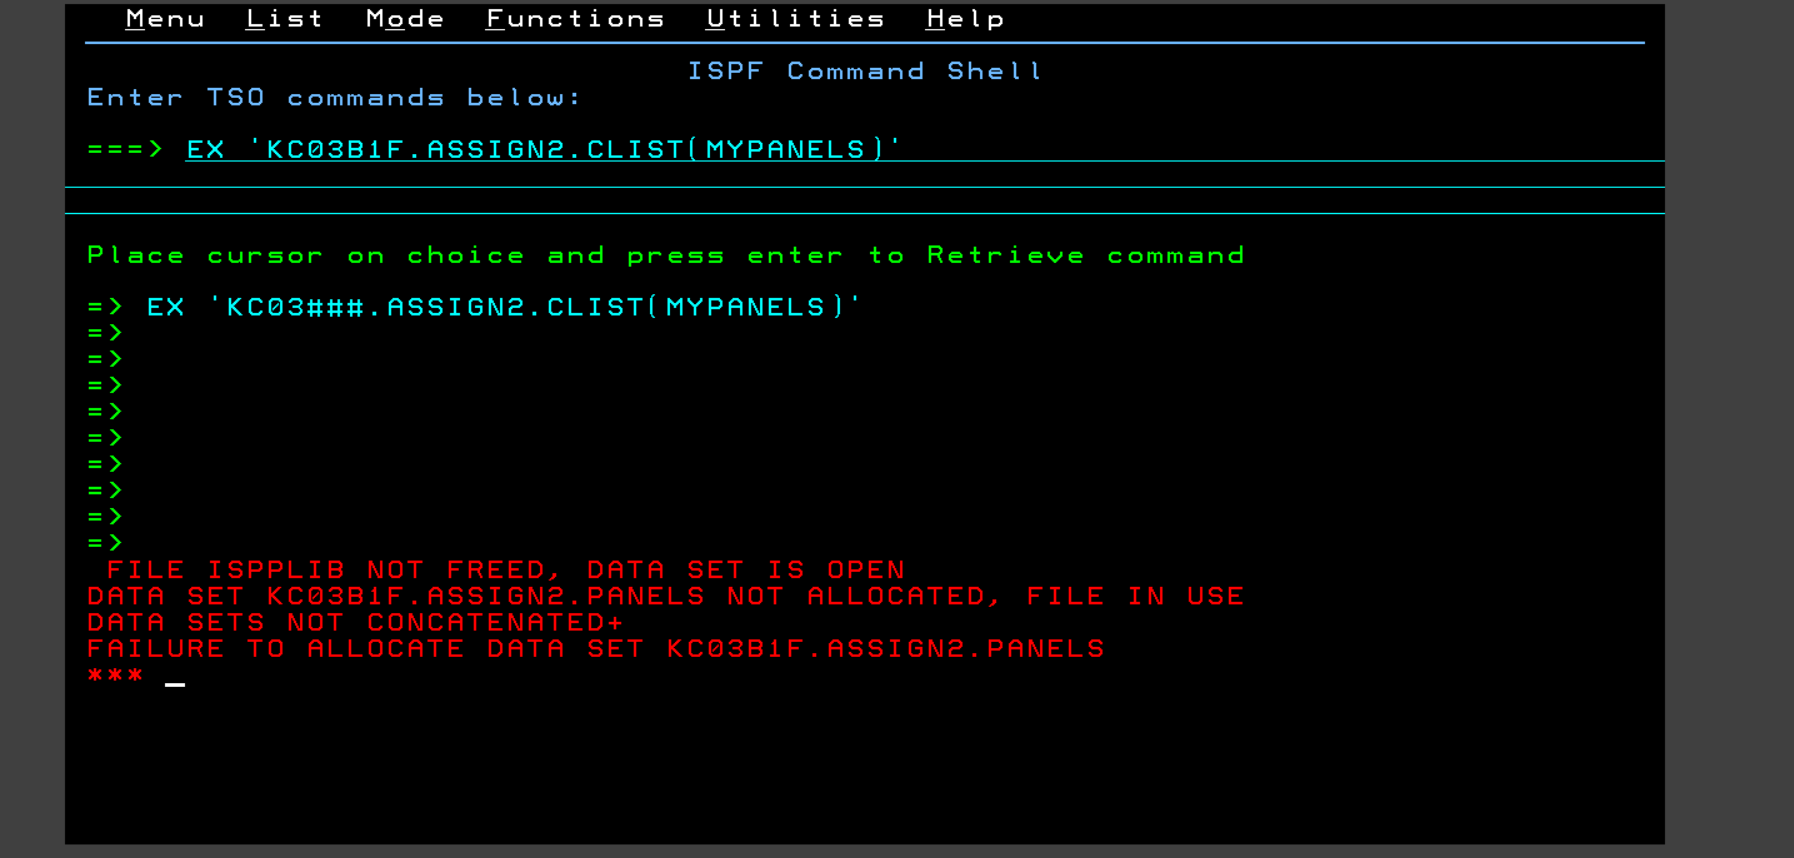 Menu List Mode Functions Utilities Help
ISPF Command Shell
Enter TSO commands below:
===> EX 'KC03B1F.ASSIGN2.CLIST(MYPANELS)'
Place cursor on choice and press enter to Retrieve command
=> EX 'KC03###.ASSIGN2.CLIST(MYPANELS)'
=>
=>
=>
=>
=>
=>
=>
=>
=>
FILE ISPPLIB NOT FREED, DATA SET IS OPEN
DATA SET KC03B1F.ASSIGN2.PANELS NOT ALLOCATED, FILE IN USE
DATA SETS NOT CONCATENATED+
FAILURE TO ALLOCATE DATA SET KC03B1F.ASSIGN2.PANELS
*** _